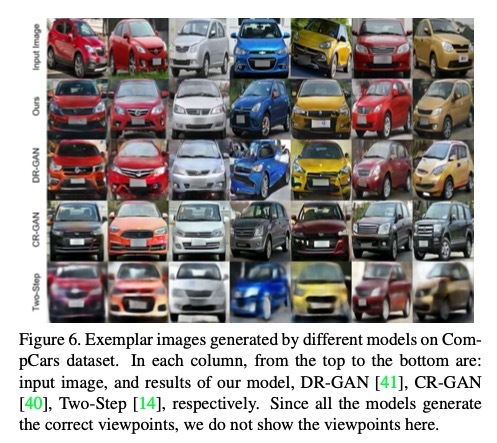 Input Image
Ours
DR-GAN
CR-GAN
Two-Step
Figure 6. Exemplar images generated by different models on Com-
pCars dataset. In each column, from the top to the bottom are:
input image, and results of our model, DR-GAN [41], CR-GAN
[40], Two-Step [14], respectively. Since all the models generate
the correct viewpoints, we do not show the viewpoints here.